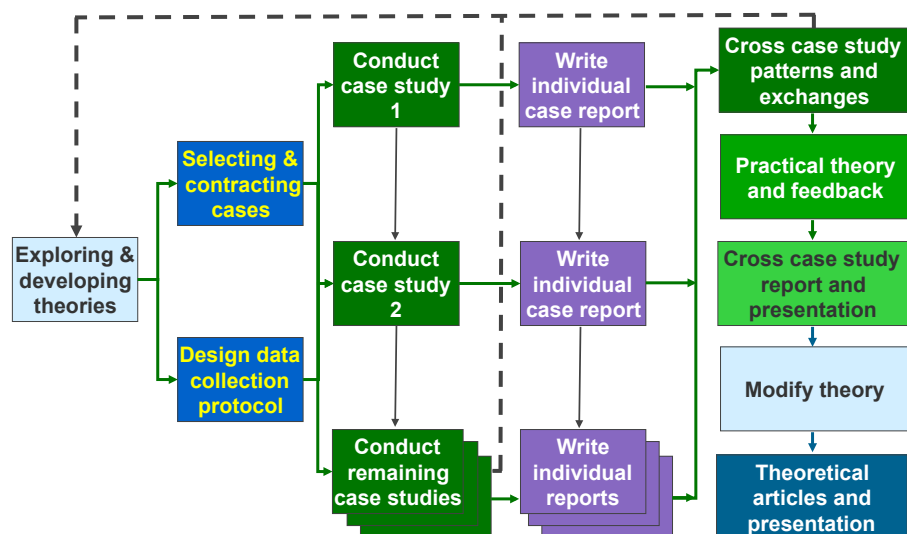 Exploring &
developing
theories
Selecting &
contracting
cases
Design data
collection
protocol
Conduct
case study
1
Conduct
case study
2
Conduct
remaining
case studies
Write
individual
case report
Write
individual
case report
Write
individual
reports
Cross case study
patterns and
exchanges
Practical theory
and feedback
Cross case study
report and
presentation
Modify theory
Theoretical
articles and
presentation